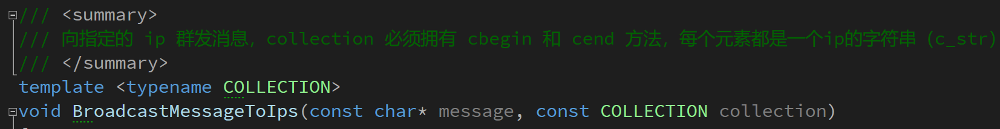 /// <summary>
/// 向指定的 ip 群发消息，collection 必须拥有 cbegin 和 cend 方法，每个元素都是一个ip的字符串（c_str）
/// </summary>
template <typename COLLECTION>
void BroadcastMessageToIps(const char* message, const COLLECTION collection)